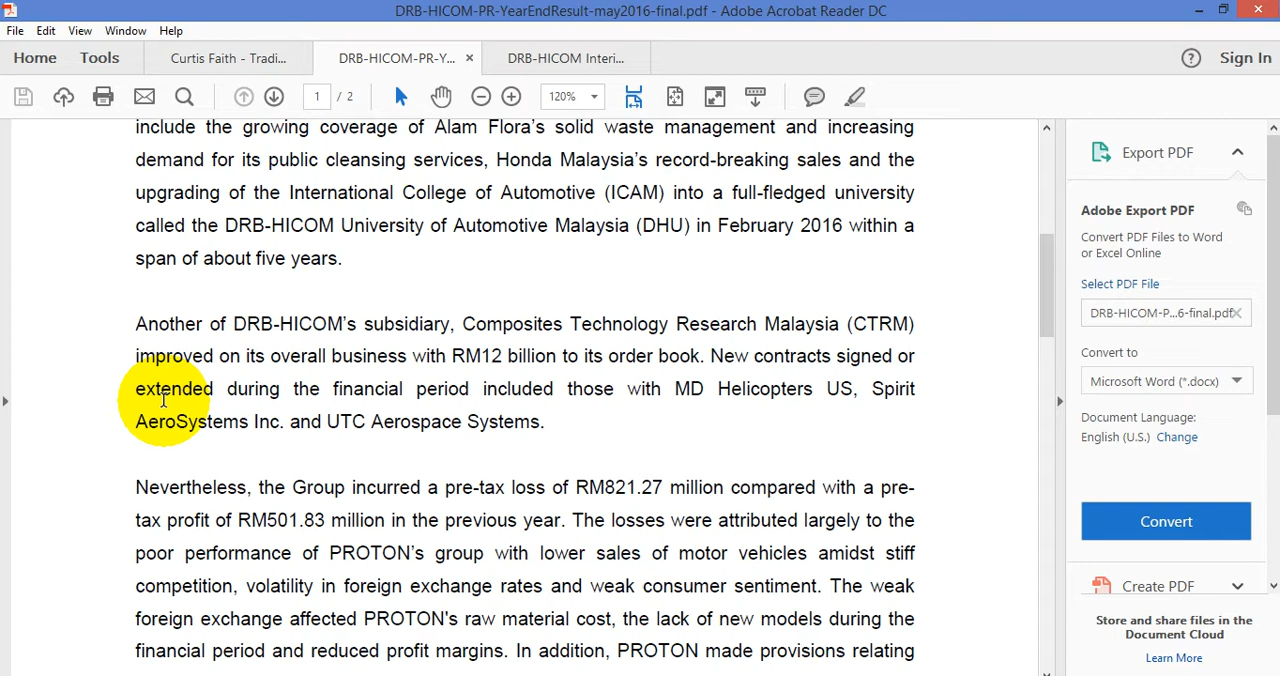 DRB-HICOM-PR-YearEndResult-may2016-final.pdf - Adobe Acrobat Reader DC
File Edit View Window Help
Home Tools Curtis Faith - Tradi... DRB-HICOM-PR-Y... × DRB-HICOM Interi... Sign In
1 / 2 120%
include the growing coverage of Alam Flora's solid waste management and increasing
demand for its public cleansing services, Honda Malaysia's record-breaking sales and the
upgrading of the International College of Automotive (ICAM) into a full-fledged university
called the DRB-HICOM University of Automotive Malaysia (DHU) in February 2016 within a
span of about five years.
Another of DRB-HICOM's subsidiary, Composites Technology Research Malaysia (CTRM)
improved on its overall business with RM12 billion to its order book. New contracts signed or
extended during the financial period included those with MD Helicopters US, Spirit
AeroSystems Inc. and UTC Aerospace Systems.
Nevertheless, the Group incurred a pre-tax loss of RM821.27 million compared with a pre-
tax profit of RM501.83 million in the previous year. The losses were attributed largely to the
poor performance of PROTON's group with lower sales of motor vehicles amidst stiff
competition, volatility in foreign exchange rates and weak consumer sentiment. The weak
foreign exchange affected PROTON's raw material cost, the lack of new models during the
financial period and reduced profit margins. In addition, PROTON made provisions relating
Export PDF
Adobe Export PDF
Convert PDF Files to Word
or Excel Online
Select PDF File
DRB-HICOM-P...6-final.pdf
Convert to
Microsoft Word (*.docx)
Document Language:
English (U.S.) Change
Convert
Create PDF
Store and share files in the
Document Cloud
Learn More